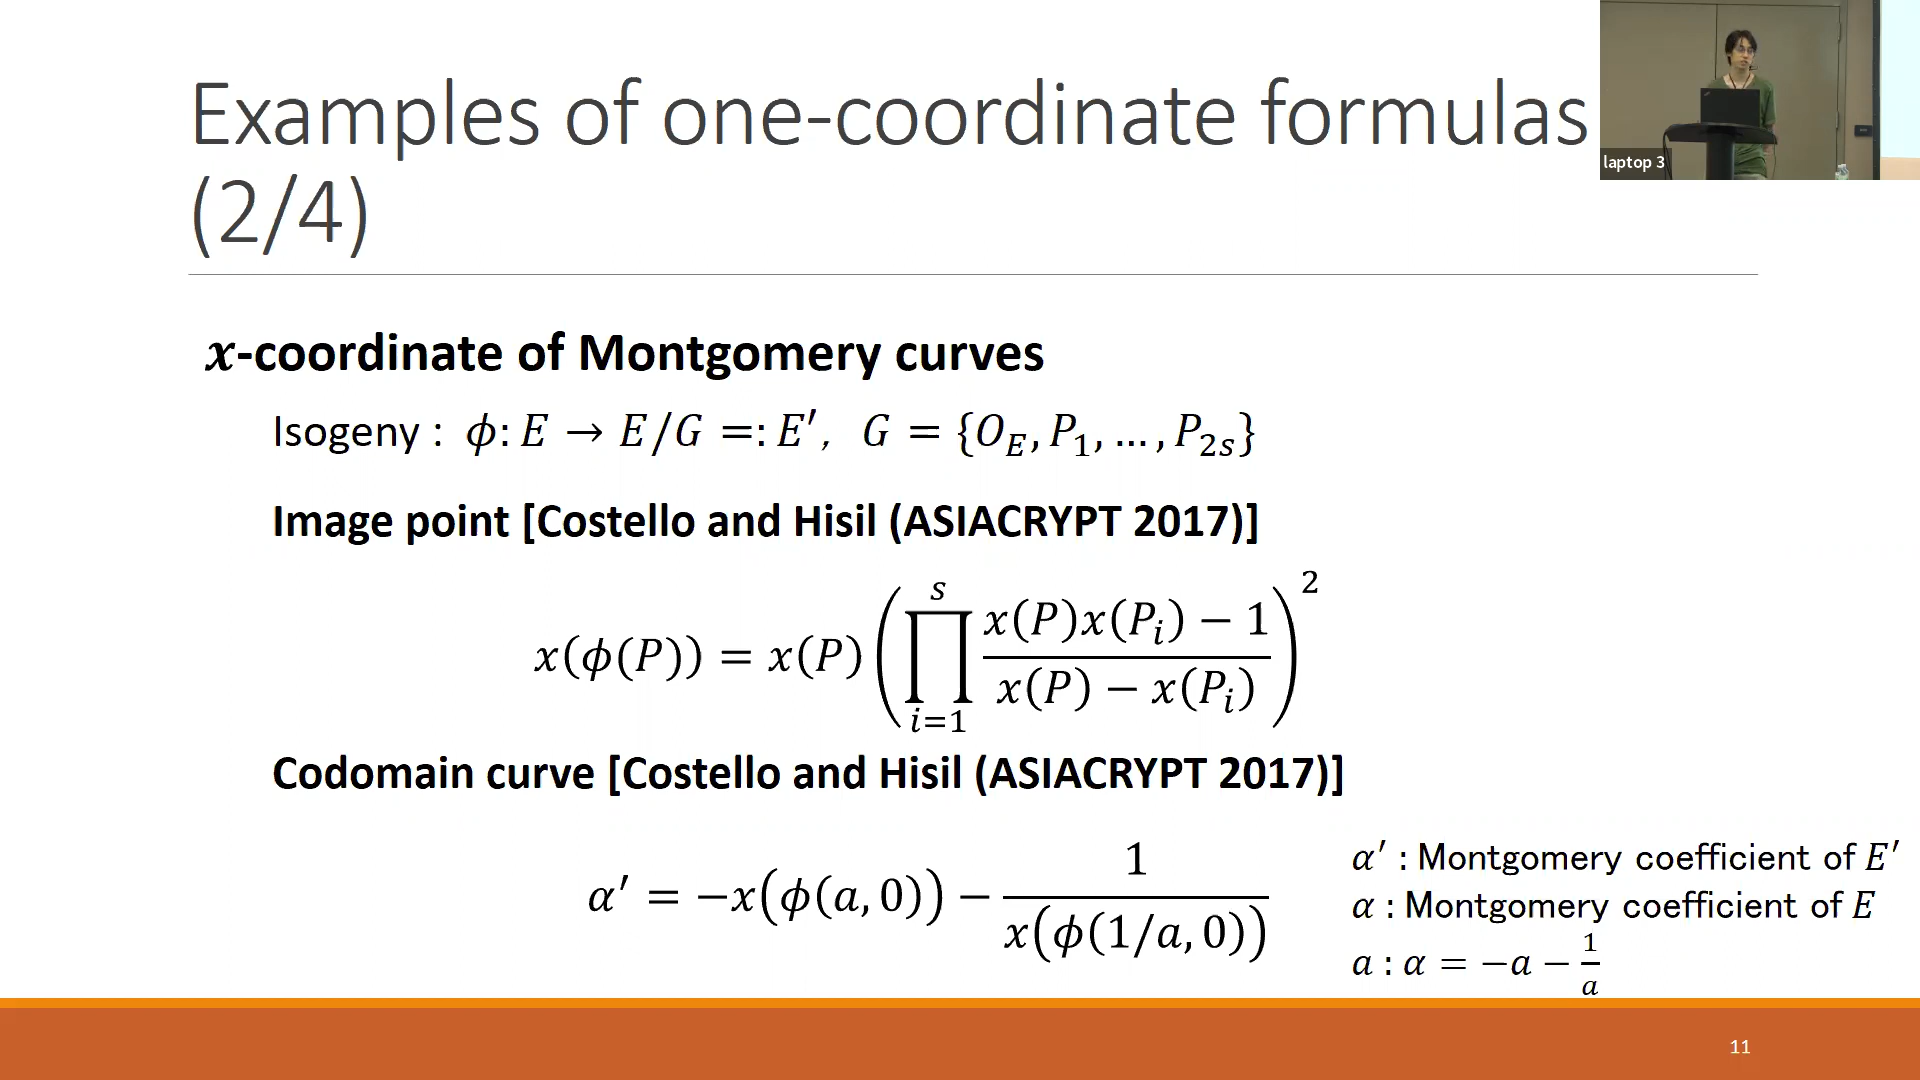 Examples of one-coordinate formulas
(2/4)
laptop 3
x-coordinate of Montgomery curves
Isogeny : ϕ: E → E/G =: E′, G = {O_E, P_1, … , P_{2s}}
Image point [Costello and Hisil (ASIACRYPT 2017)]
x(ϕ(P)) = x(P) (∏_{i=1}^{s} (x(P)x(P_i) − 1)/(x(P) − x(P_i)))^2
Codomain curve [Costello and Hisil (ASIACRYPT 2017)]
α′ = −x(ϕ(a, 0)) − 1/x(ϕ(1/a, 0))
α′ : Montgomery coefficient of E′
α : Montgomery coefficient of E
a : α = −a − 1/a
11